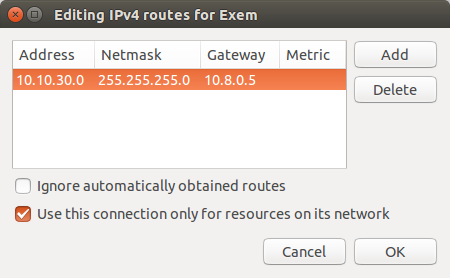 Editing IPv4 routes for Exem
Address Netmask Gateway Metric
10.10.30.0 255.255.255.0 10.8.0.5
Add
Delete
Ignore automatically obtained routes
Use this connection only for resources on its network
Cancel OK